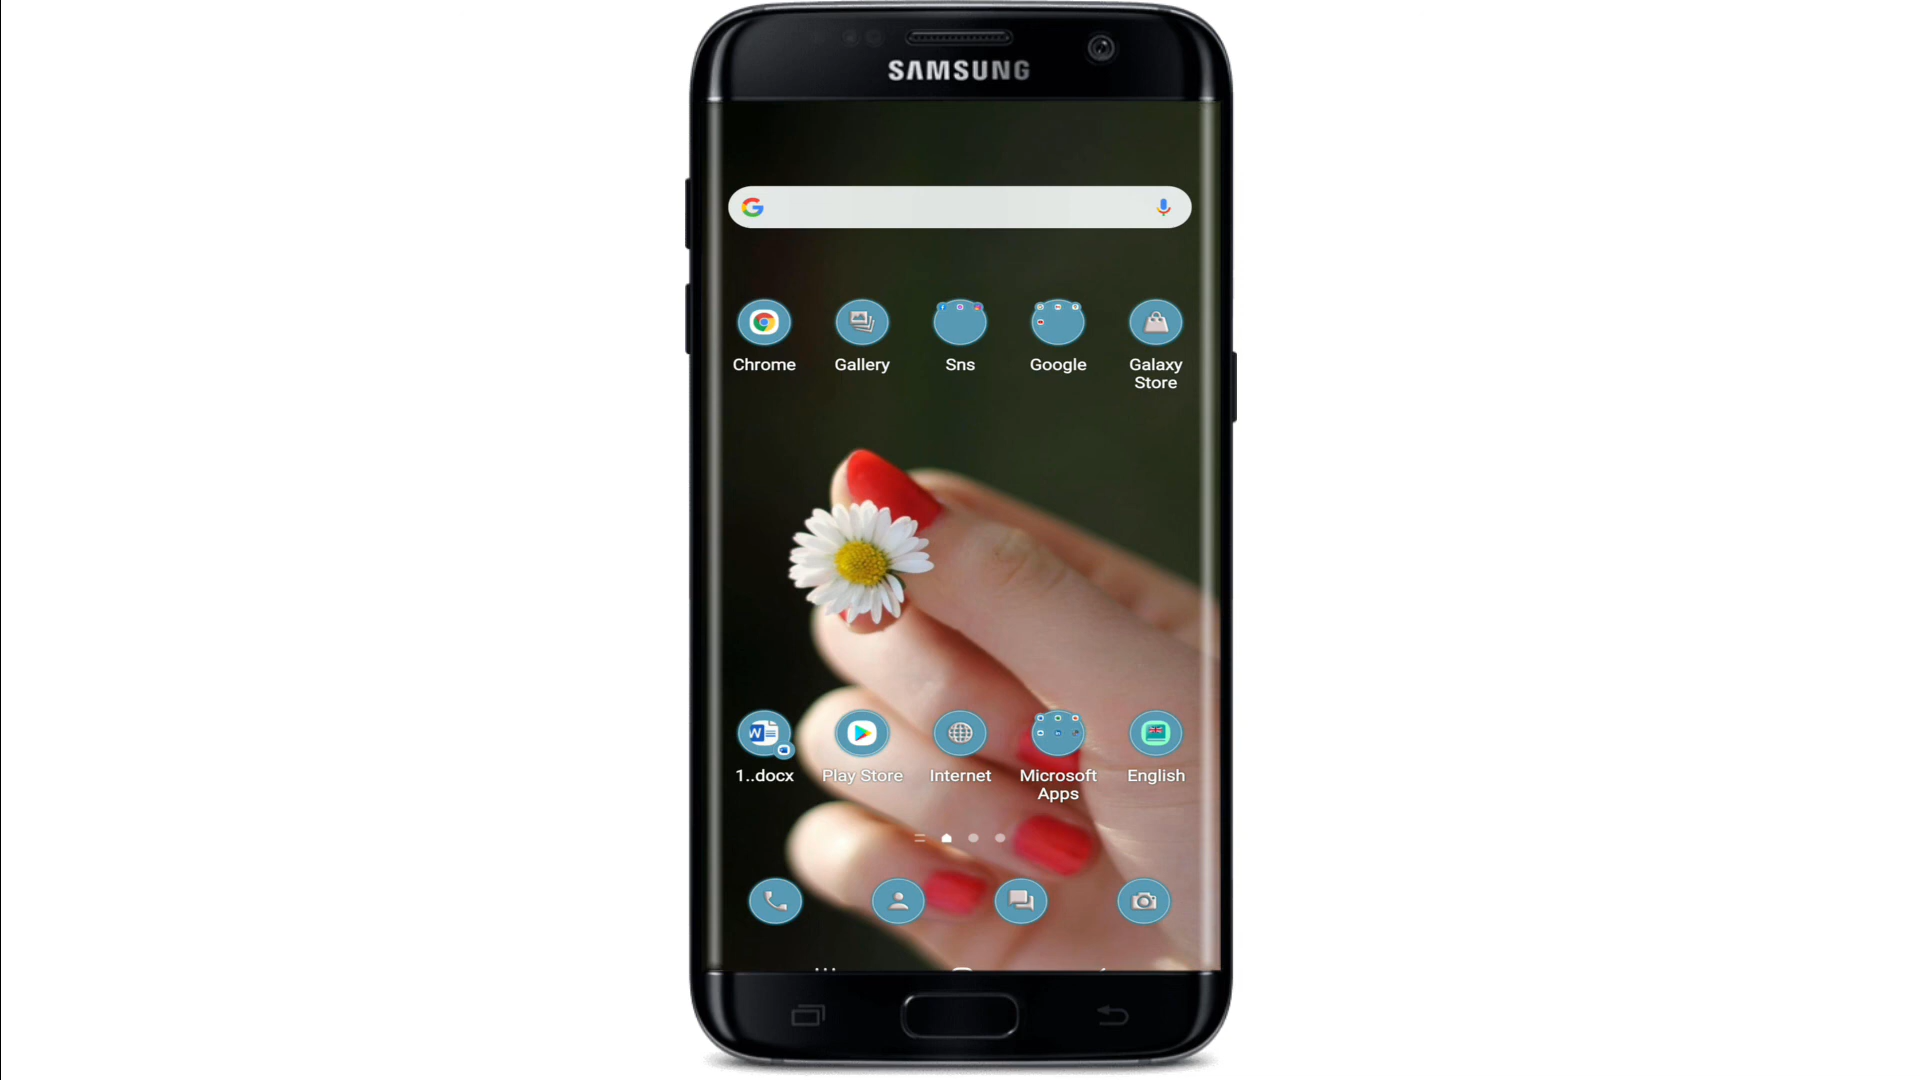 SAMSUNG
Chrome
Gallery
Sns
Google
Galaxy
Store
1..docx
Play Store
Internet
Microsoft
Apps
English